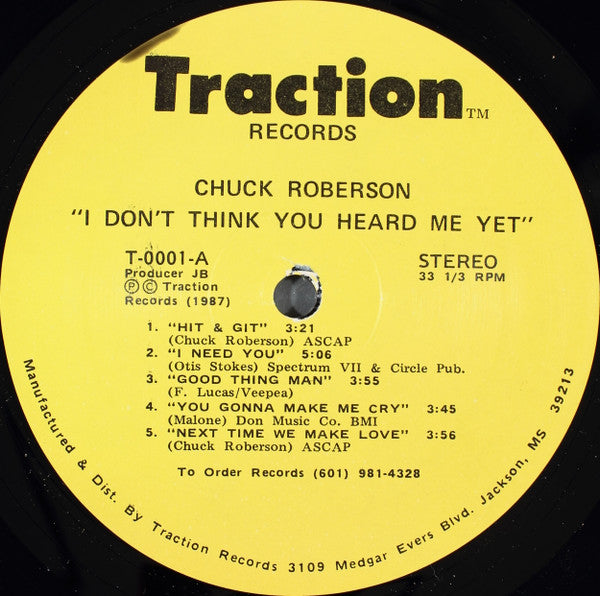 Traction TM
RECORDS
CHUCK ROBERSON
"I DON'T THINK YOU HEARD ME YET"
T-0001-A
Producer JB
Ⓟ Ⓒ Traction
Records (1987)
STEREO
33 1/3 RPM
1. "HIT & GIT" 3:21
(Chuck Roberson) ASCAP
2. "I NEED YOU" 5:06
(Otis Stokes) Spectrum VII & Circle Pub.
3. "GOOD THING MAN" 3:55
(F. Lucas/Veepea)
4. "YOU GONNA MAKE ME CRY" 3:45
(Malone) Don Music Co. BMI
5. "NEXT TIME WE MAKE LOVE" 3:56
(Chuck Roberson) ASCAP
To Order Records (601) 981-4328
Manufactured & Dist. By Traction Records 3109 Medgar Evers Blvd. Jackson, MS 39213